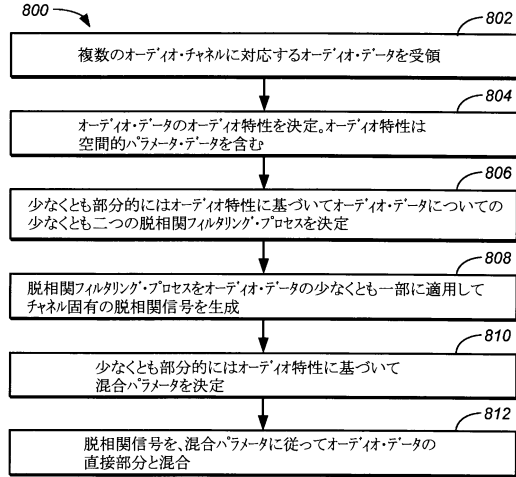 800
802
複数のオーディオ・チャネルに対応するオーディオ・データを受領
804
オーディオ・データのオーディオ特性を決定。オーディオ特性は
空間的パラメータ・データを含む
806
少なくとも部分的にはオーディオ特性に基づいてオーディオ・データについての
少なくとも二つの脱相関フィルタリング・プロセスを決定
808
脱相関フィルタリング・プロセスをオーディオ・データの少なくとも一部に適用して
チャネル固有の脱相関信号を生成
810
少なくとも部分的にはオーディオ特性に基づいて
混合パラメータを決定
812
脱相関信号を、混合パラメータに従ってオーディオ・データの
直接部分と混合